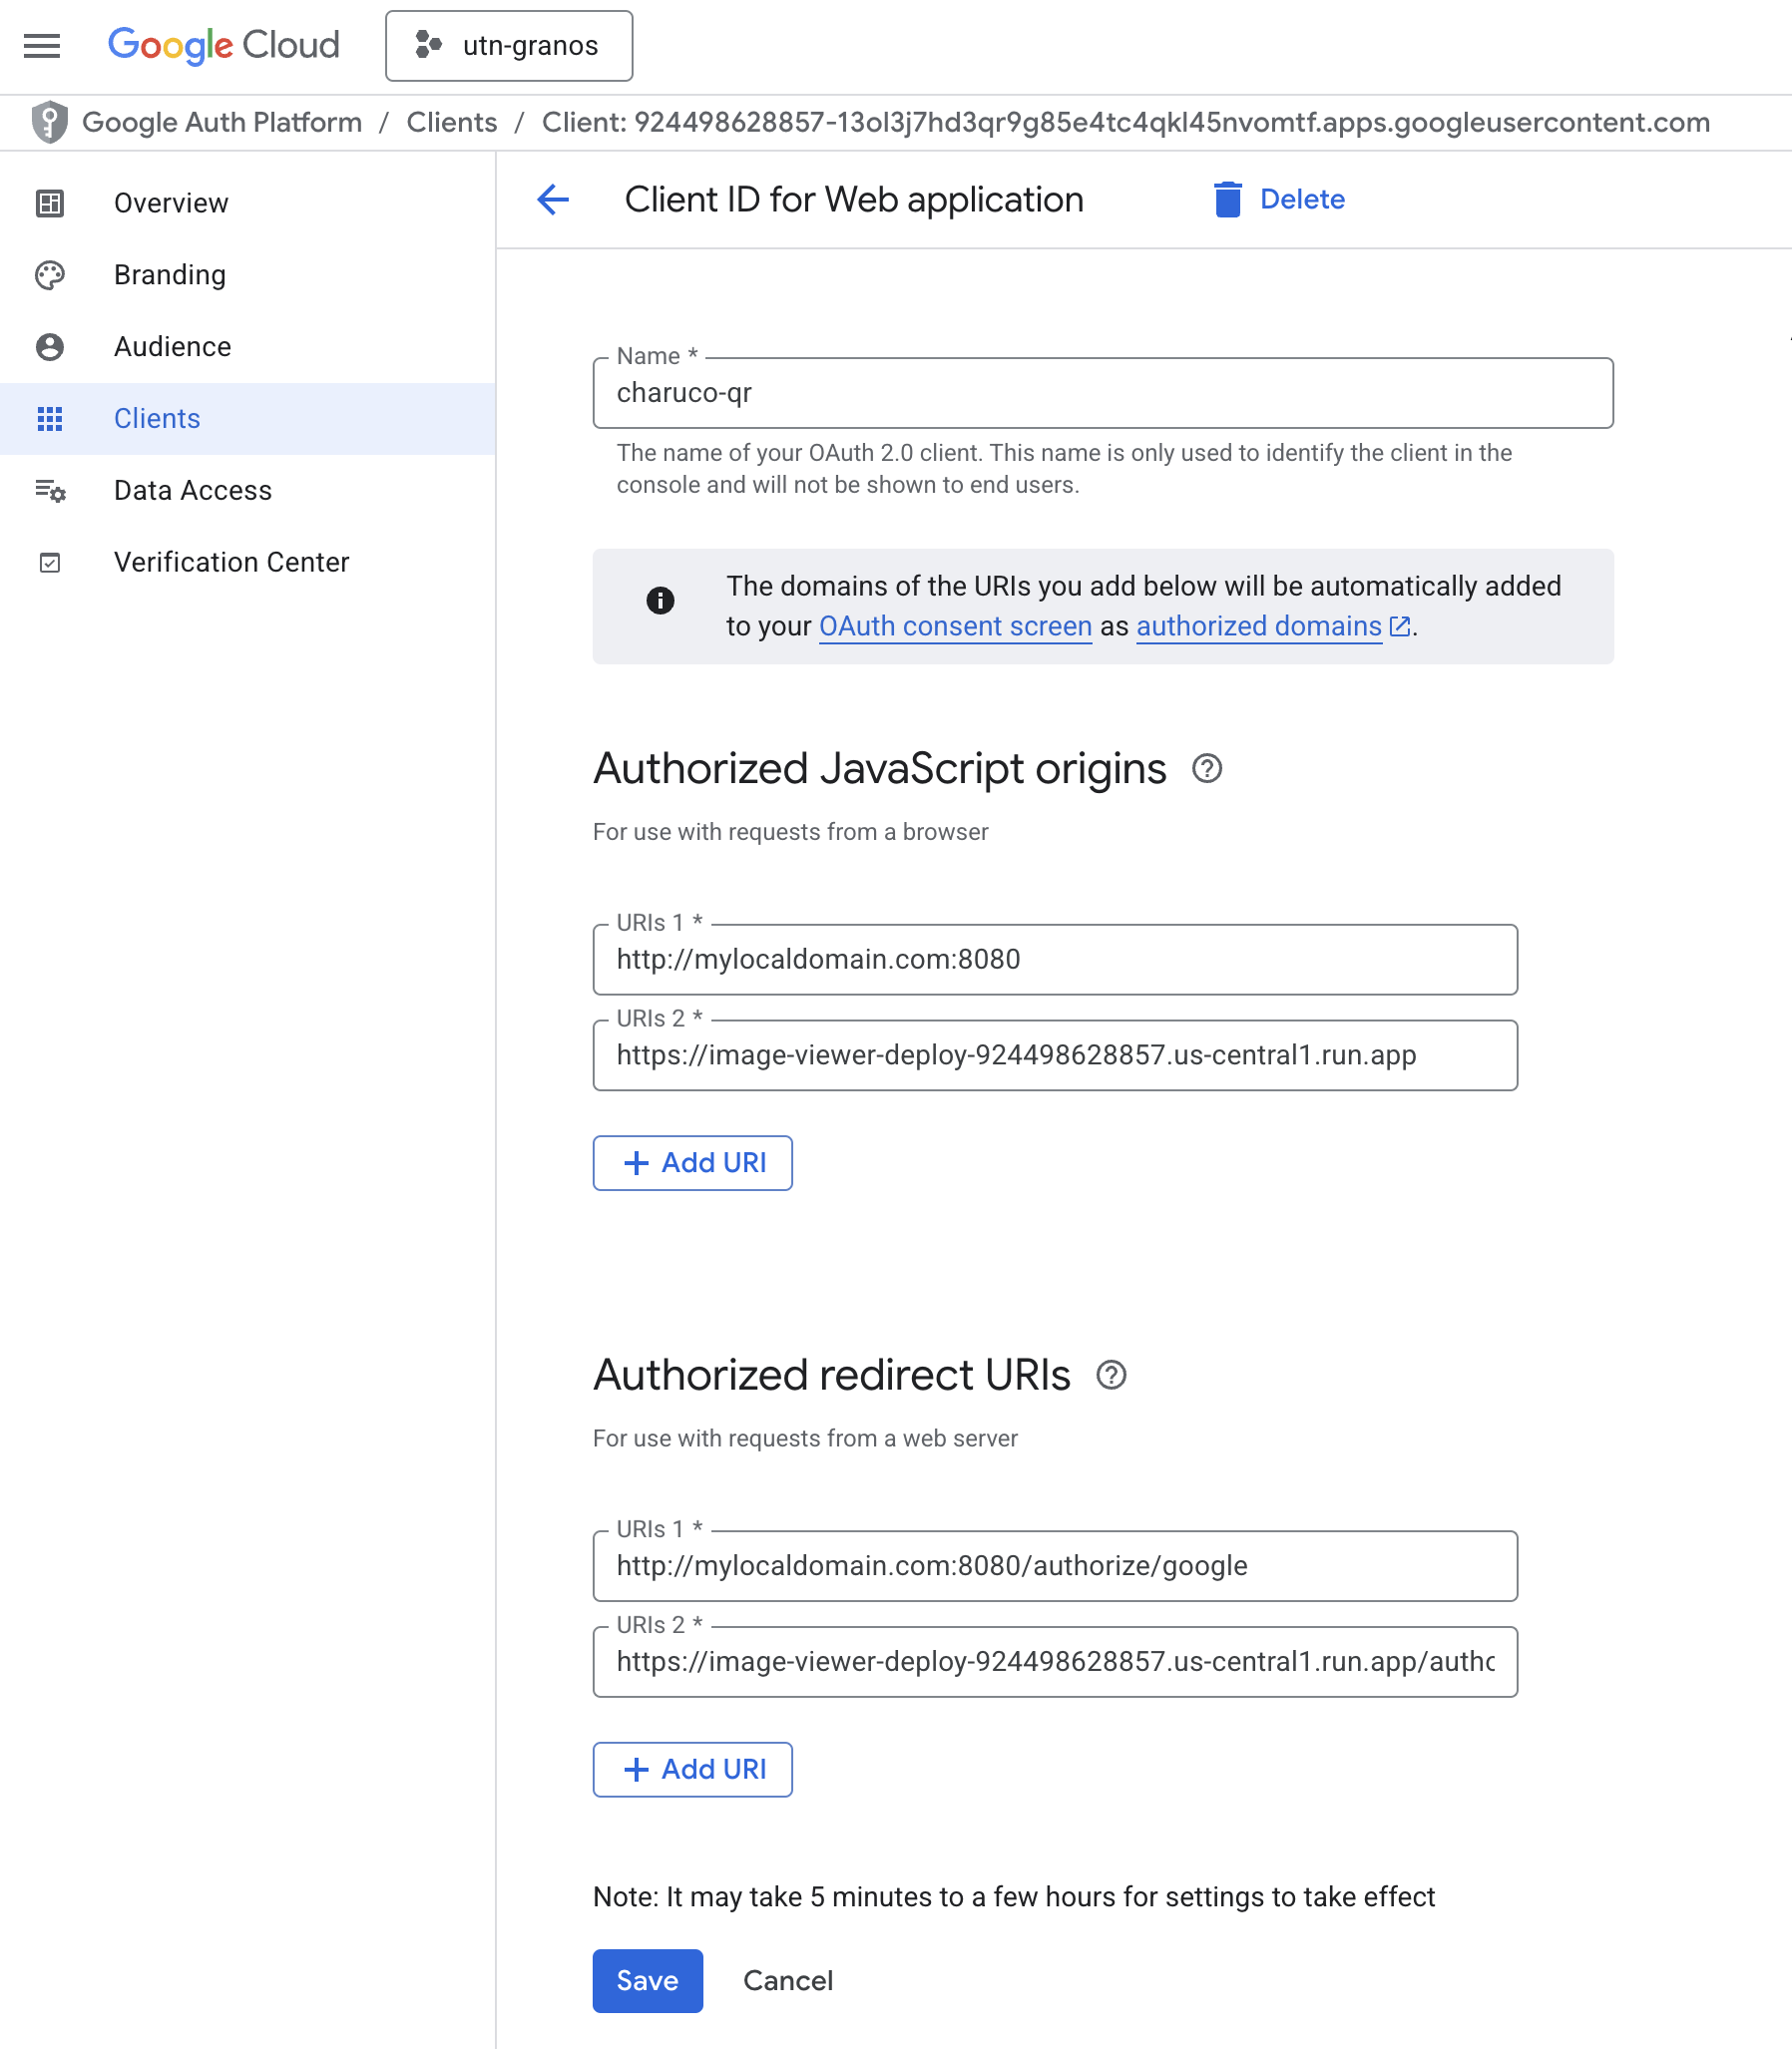 Google Cloud
utn-granos
Google Auth Platform / Clients / Client: 924498628857-13ol3j7hd3qr9g85e4tc4qkl45nvomtf.apps.googleusercontent.com
Overview
Branding
Audience
Clients
Data Access
Verification Center
Client ID for Web application
Delete
Name *
charuco-qr
The name of your OAuth 2.0 client. This name is only used to identify the client in the
console and will not be shown to end users.
The domains of the URIs you add below will be automatically added
to your OAuth consent screen as authorized domains.
Authorized JavaScript origins
For use with requests from a browser
URIs 1 *
http://mylocaldomain.com:8080
URIs 2 *
https://image-viewer-deploy-924498628857.us-central1.run.app
Add URI
Authorized redirect URIs
For use with requests from a web server
URIs 1 *
http://mylocaldomain.com:8080/authorize/google
URIs 2 *
https://image-viewer-deploy-924498628857.us-central1.run.app/autho
Add URI
Note: It may take 5 minutes to a few hours for settings to take effect
Save
Cancel